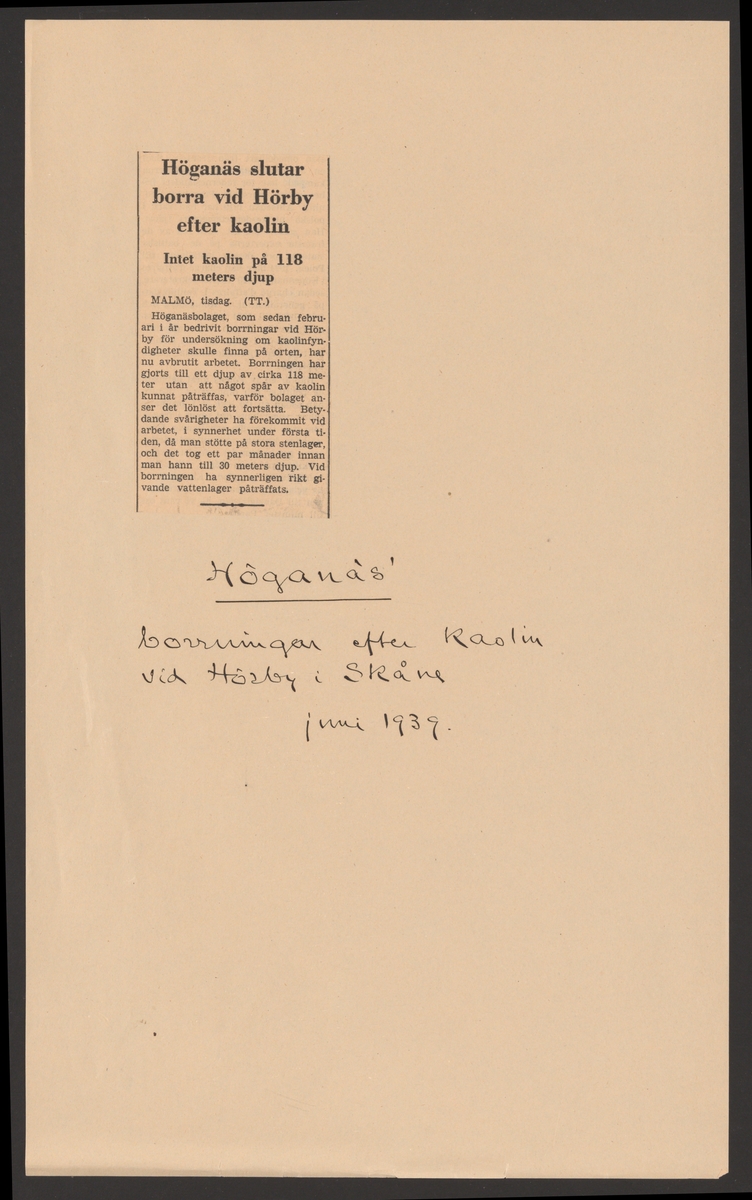 Höganäs slutar
borra vid Hörby
efter kaolin
Intet kaolin på 118
meters djup
MALMÖ, tisdag. (TT.)
Höganäsbolaget, som sedan febru-
ari i år bedrivit borrningar vid Hör-
by för undersökning om kaolinfyn-
digheter skulle finna på orten, har
nu avbrutit arbetet. Borrningen har
gjorts till ett djup av cirka 118 me-
ter utan att något spår av kaolin
kunnat påträffas, varför bolaget an-
ser det lönlöst att fortsätta. Bety-
dande svårigheter ha förekommit vid
arbetet, i synnerhet under första ti-
den, då man stötte på stora stenlager,
och det tog ett par månader innan
man hann till 30 meters djup. Vid
borrningen ha synnerligen rikt gi-
vande vattenlager påträffats.
Höganäs'
borrningar efter kaolin
vid Hörby i Skåne
juni 1939.